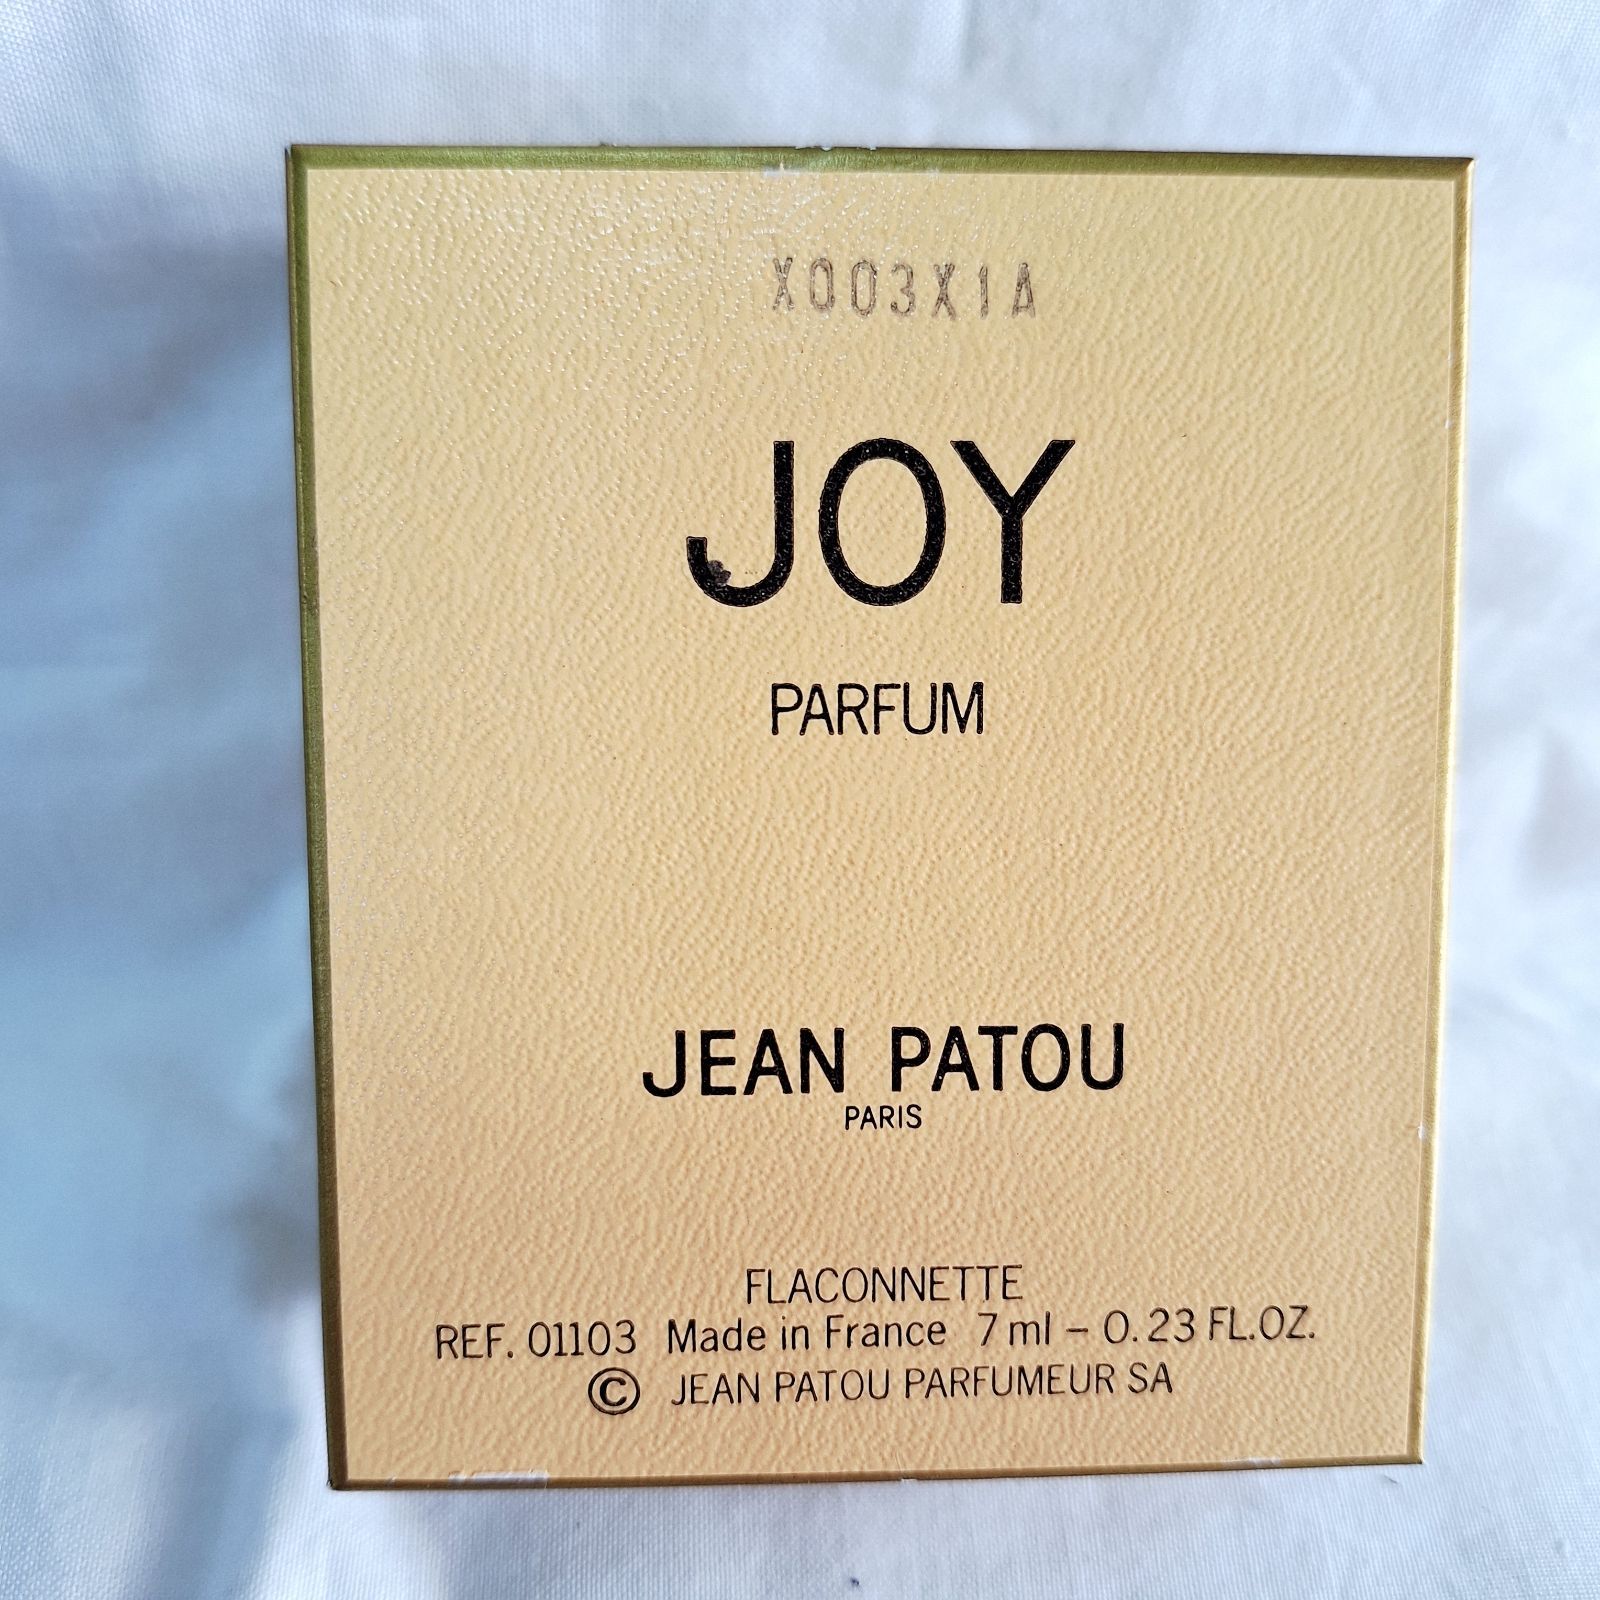 X003X1A
JOY
PARFUM
JEAN PATOU
PARIS
FLACONNETTE
REF. 01103 Made in France 7 ml – 0.23 FL.OZ.
© JEAN PATOU PARFUMEUR SA